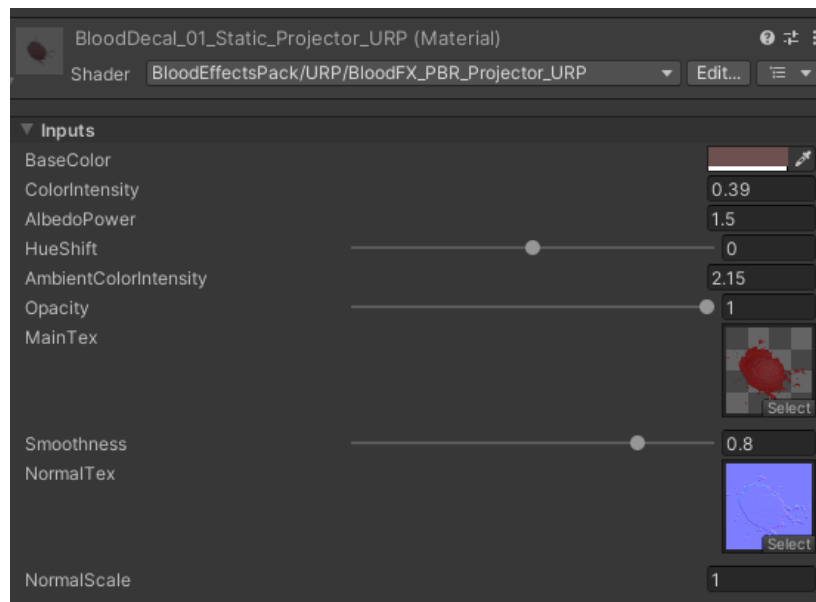 BloodDecal_01_Static_Projector_URP (Material)
Shader BloodEffectsPack/URP/BloodFX_PBR_Projector_URP Edit...
Inputs
BaseColor
ColorIntensity 0.39
AlbedoPower 1.5
HueShift 0
AmbientColorIntensity 2.15
Opacity 1
MainTex
Select
Smoothness 0.8
NormalTex
Select
NormalScale 1